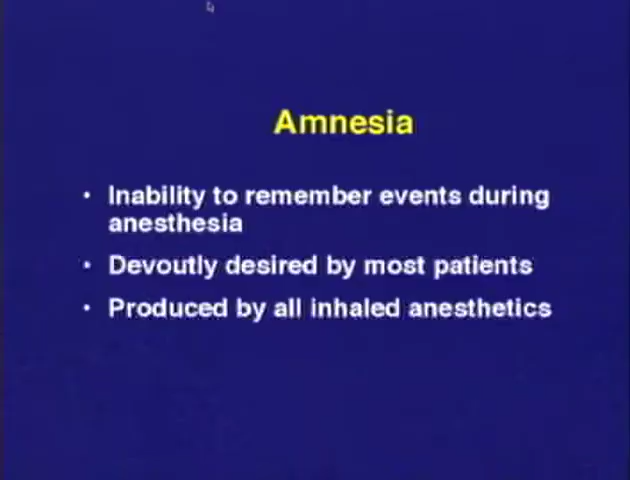 Amnesia
• Inability to remember events during
anesthesia
• Devoutly desired by most patients
• Produced by all inhaled anesthetics